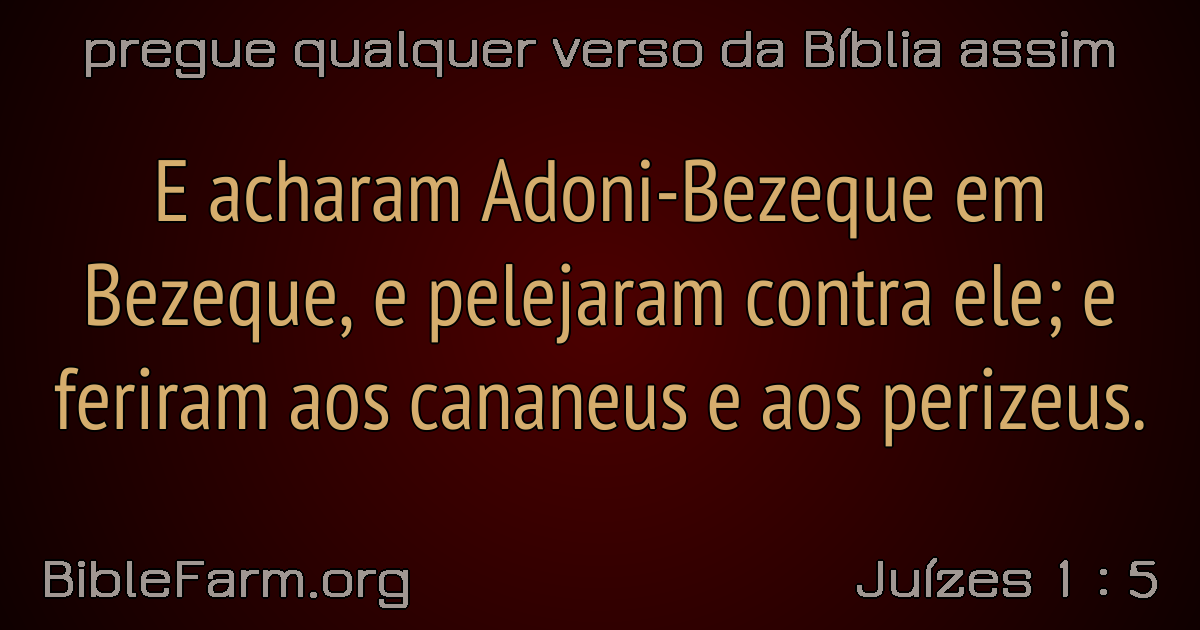 pregue qualquer verso da Bíblia assim
E acharam Adoni-Bezeque em
Bezeque, e pelejaram contra ele; e
feriram aos cananeus e aos perizeus.
BibleFarm.org
Juízes 1 : 5